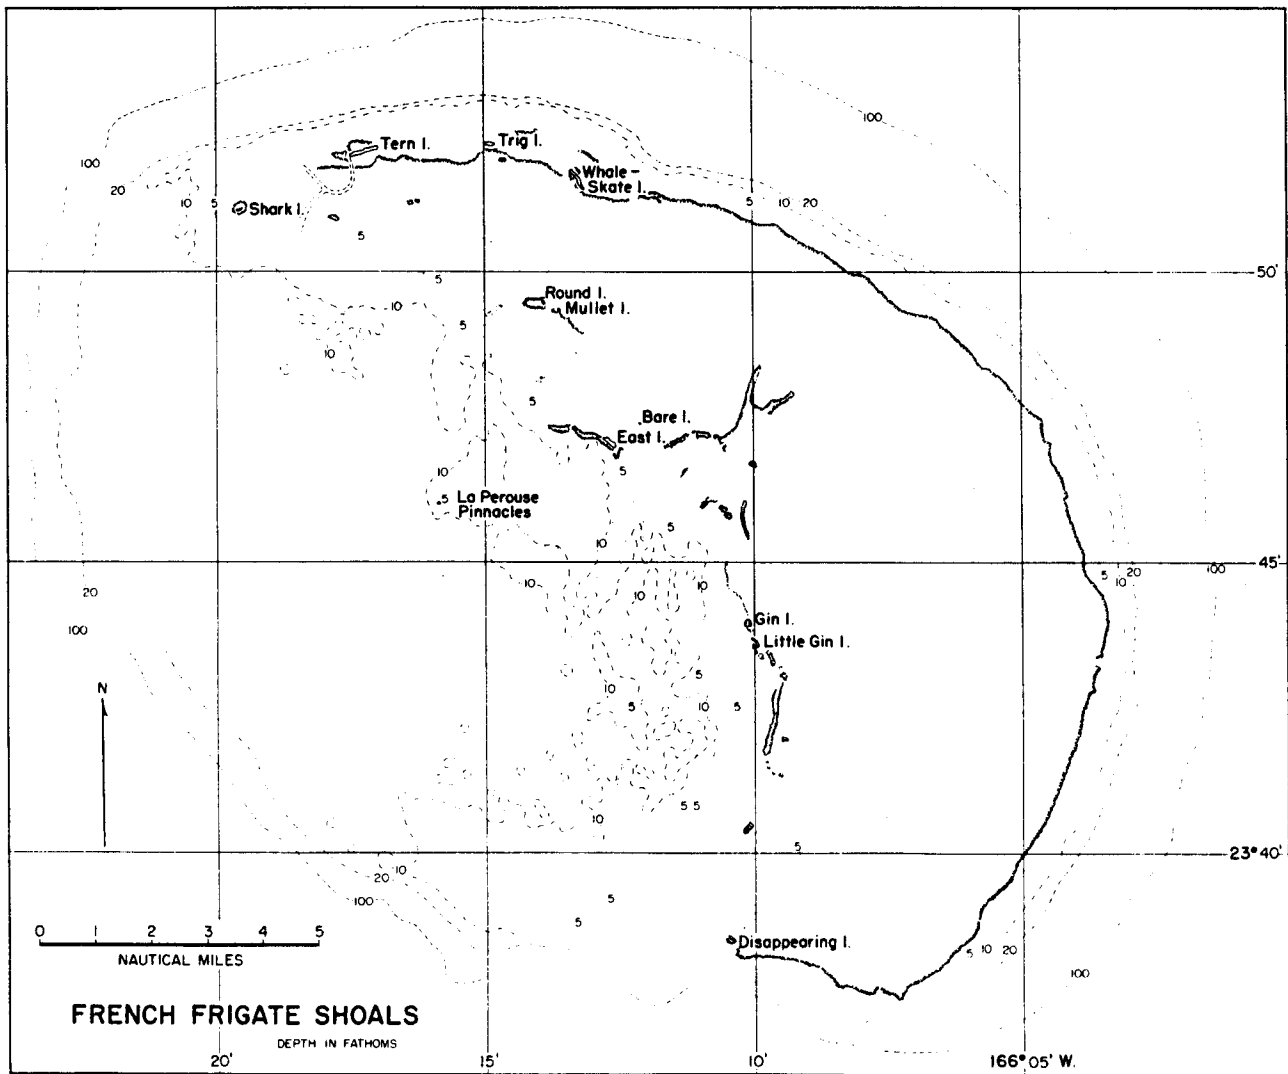 100
Tern I.
Trig I.
100
20
Whale-
Skate I.
10 5
Shark I.
5 10 20
5
50'
5
10
Round I.
Mullet I.
5
10
5
Bare I.
East I.
10
5
5
La Perouse
Pinnacles
5
10
45'
10
10
10
5
10
20
100
20
100
Gin I.
Little Gin I.
5
10
5
10
5
N
5 5
10
5
23°40'
10
20
100
5
5
0 1 2 3 4 5
NAUTICAL MILES
Disappearing I.
5 10 20
100
FRENCH FRIGATE SHOALS
DEPTH IN FATHOMS
20' 15' 10' 166°05' W.